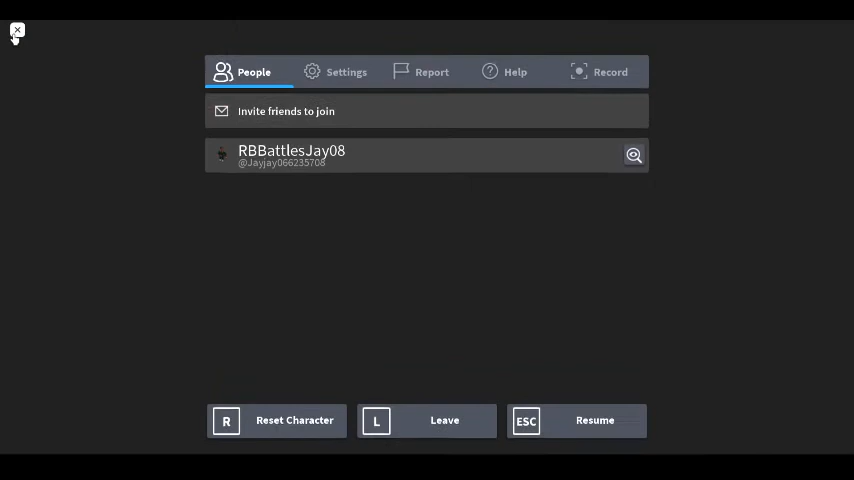 People
Settings
Report
Help
Record
Invite friends to join
RBBattlesJay08
@Jayjay066235708
R Reset Character
L Leave
ESC Resume